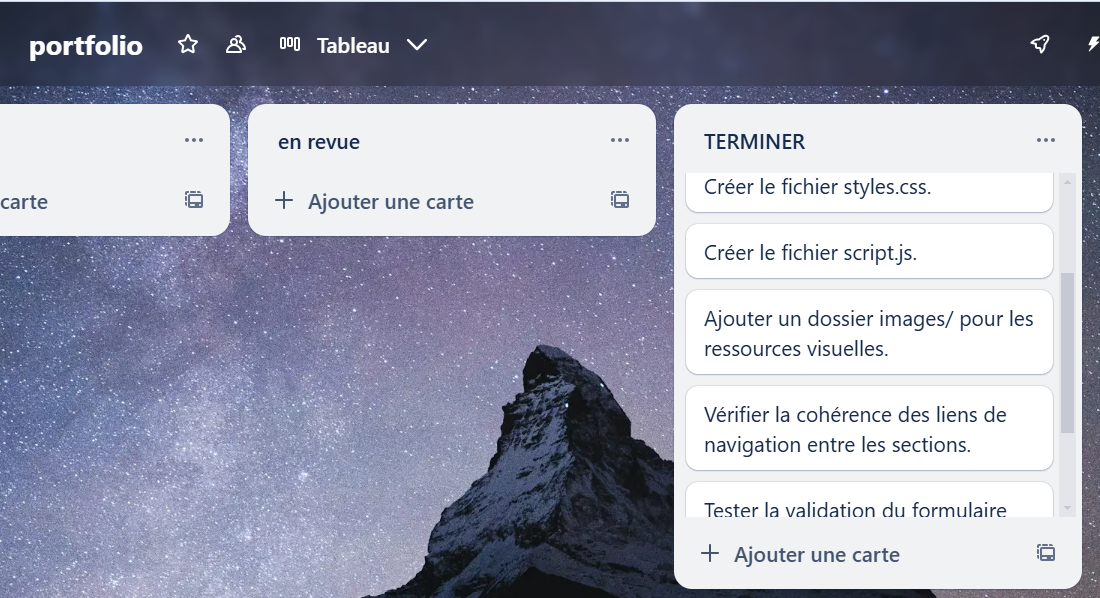 portfolio
Tableau
carte
en revue
Ajouter une carte
TERMINER
Créer le fichier styles.css.
Créer le fichier script.js.
Ajouter un dossier images/ pour les
ressources visuelles.
Vérifier la cohérence des liens de
navigation entre les sections.
Tester la validation du formulaire
Ajouter une carte